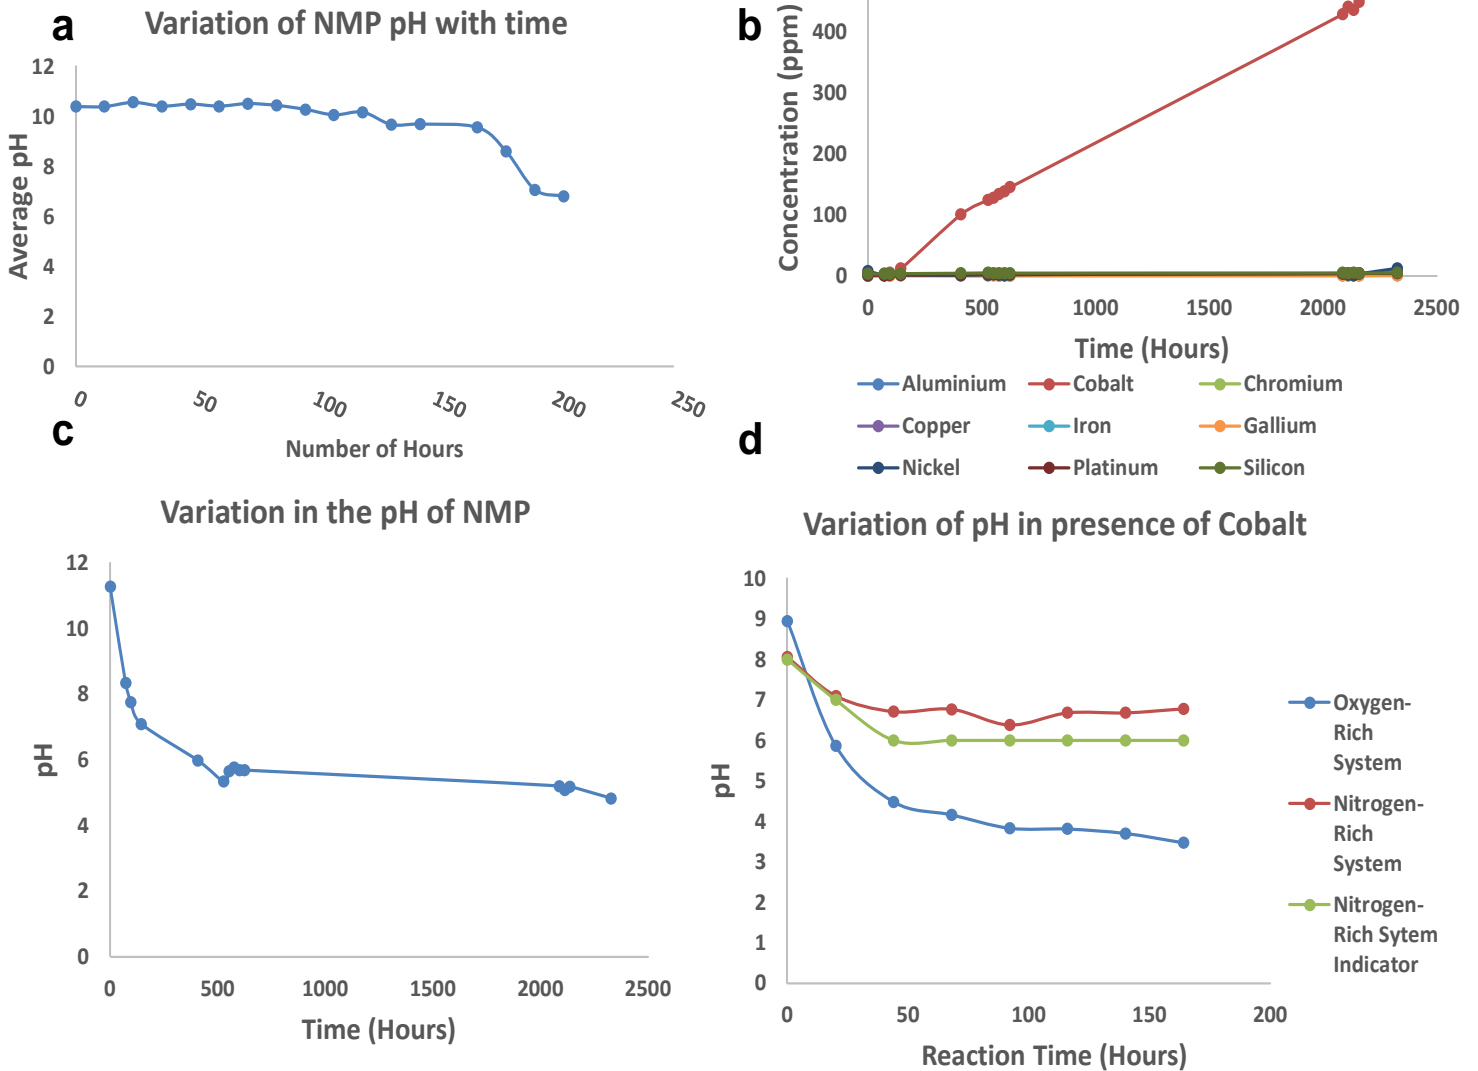 a
Variation of NMP pH with time
12
10
8
6
4
2
0
Average pH
0 50 100 150 200 250
Number of Hours
b
400
300
200
100
0
Concentration (ppm)
0 500 1000 1500 2000 2500
Time (Hours)
Aluminium Cobalt Chromium
Copper Iron Gallium
Nickel Platinum Silicon
c
Variation in the pH of NMP
12
10
8
6
4
2
0
pH
0 500 1000 1500 2000 2500
Time (Hours)
d
Variation of pH in presence of Cobalt
10
9
8
7
6
5
4
3
2
1
0
pH
0 50 100 150 200
Reaction Time (Hours)
Oxygen-
Rich
System
Nitrogen-
Rich
System
Nitrogen-
Rich Sytem
Indicator